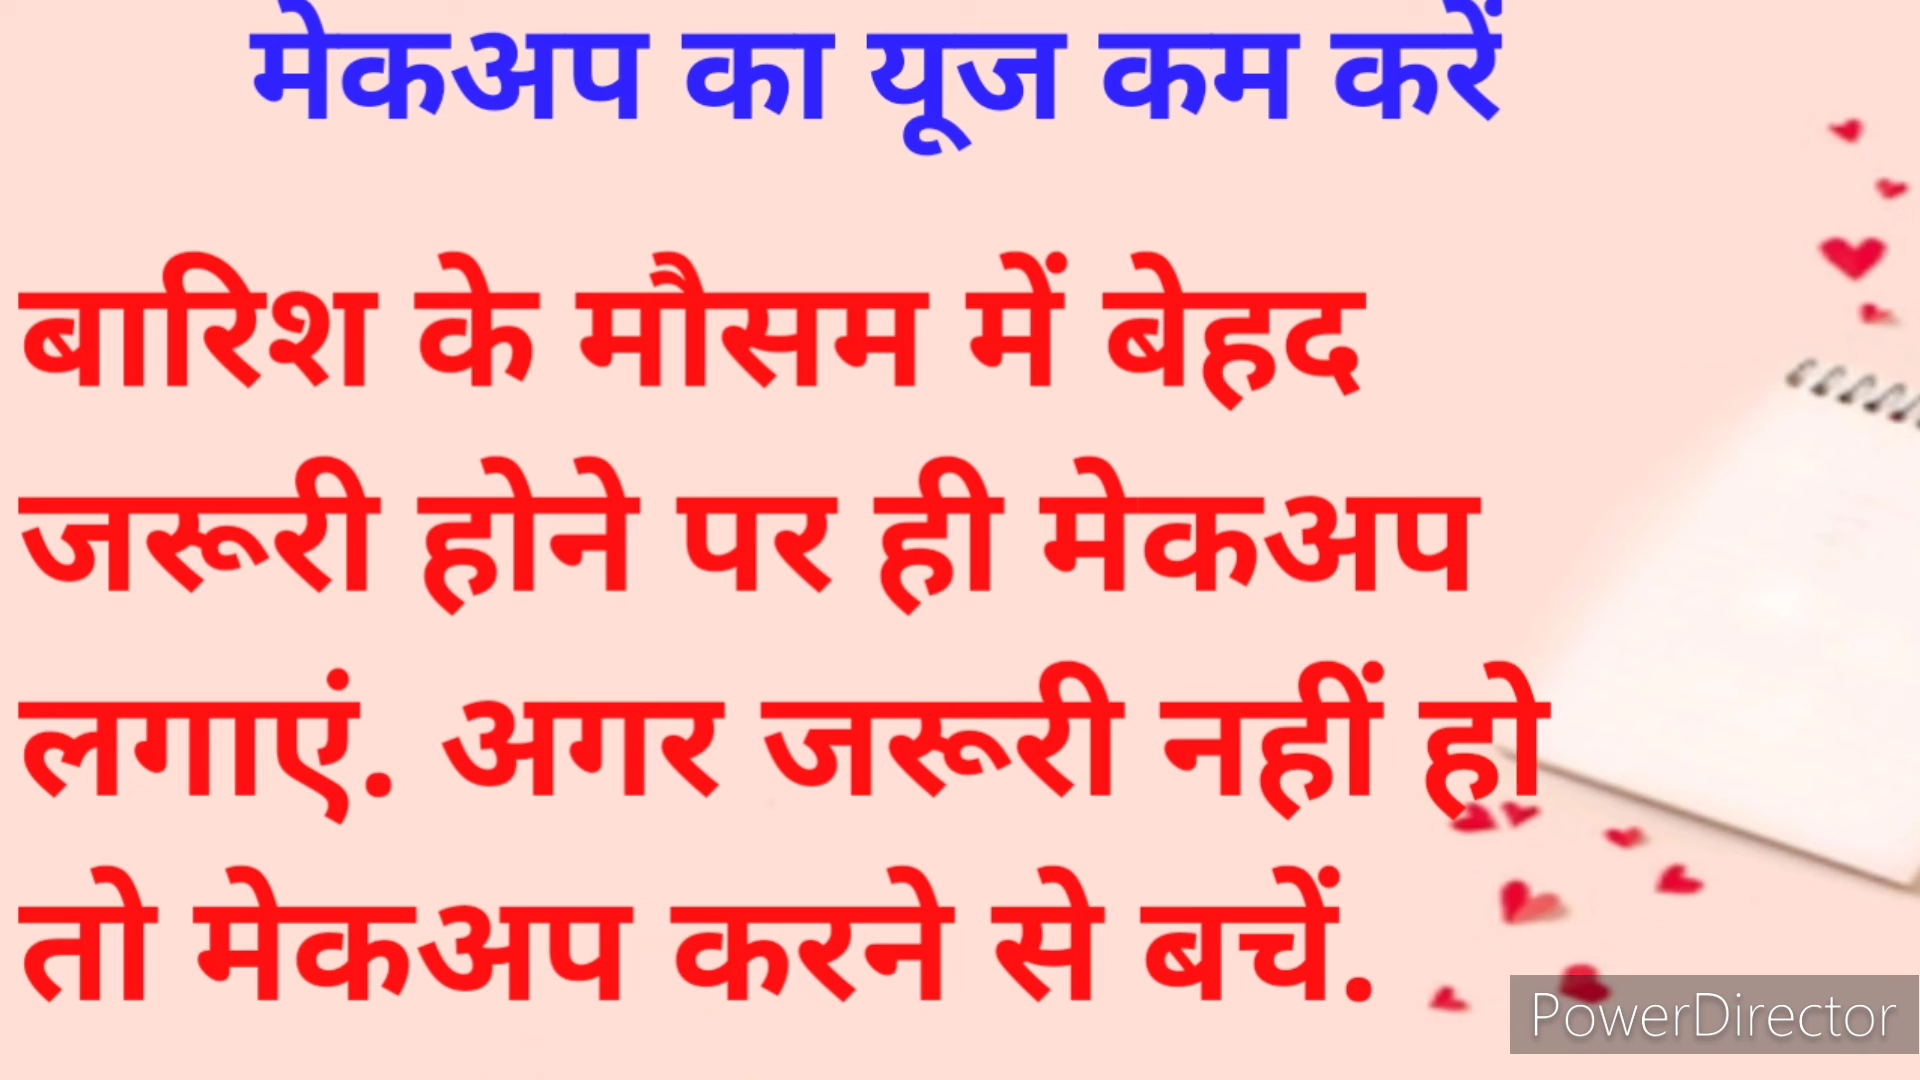 मेकअप का यूज कम करें
बारिश के मौसम में बेहद
जरूरी होने पर ही मेकअप
लगाएं. अगर जरूरी नहीं हो
तो मेकअप करने से बचें.
PowerDirector